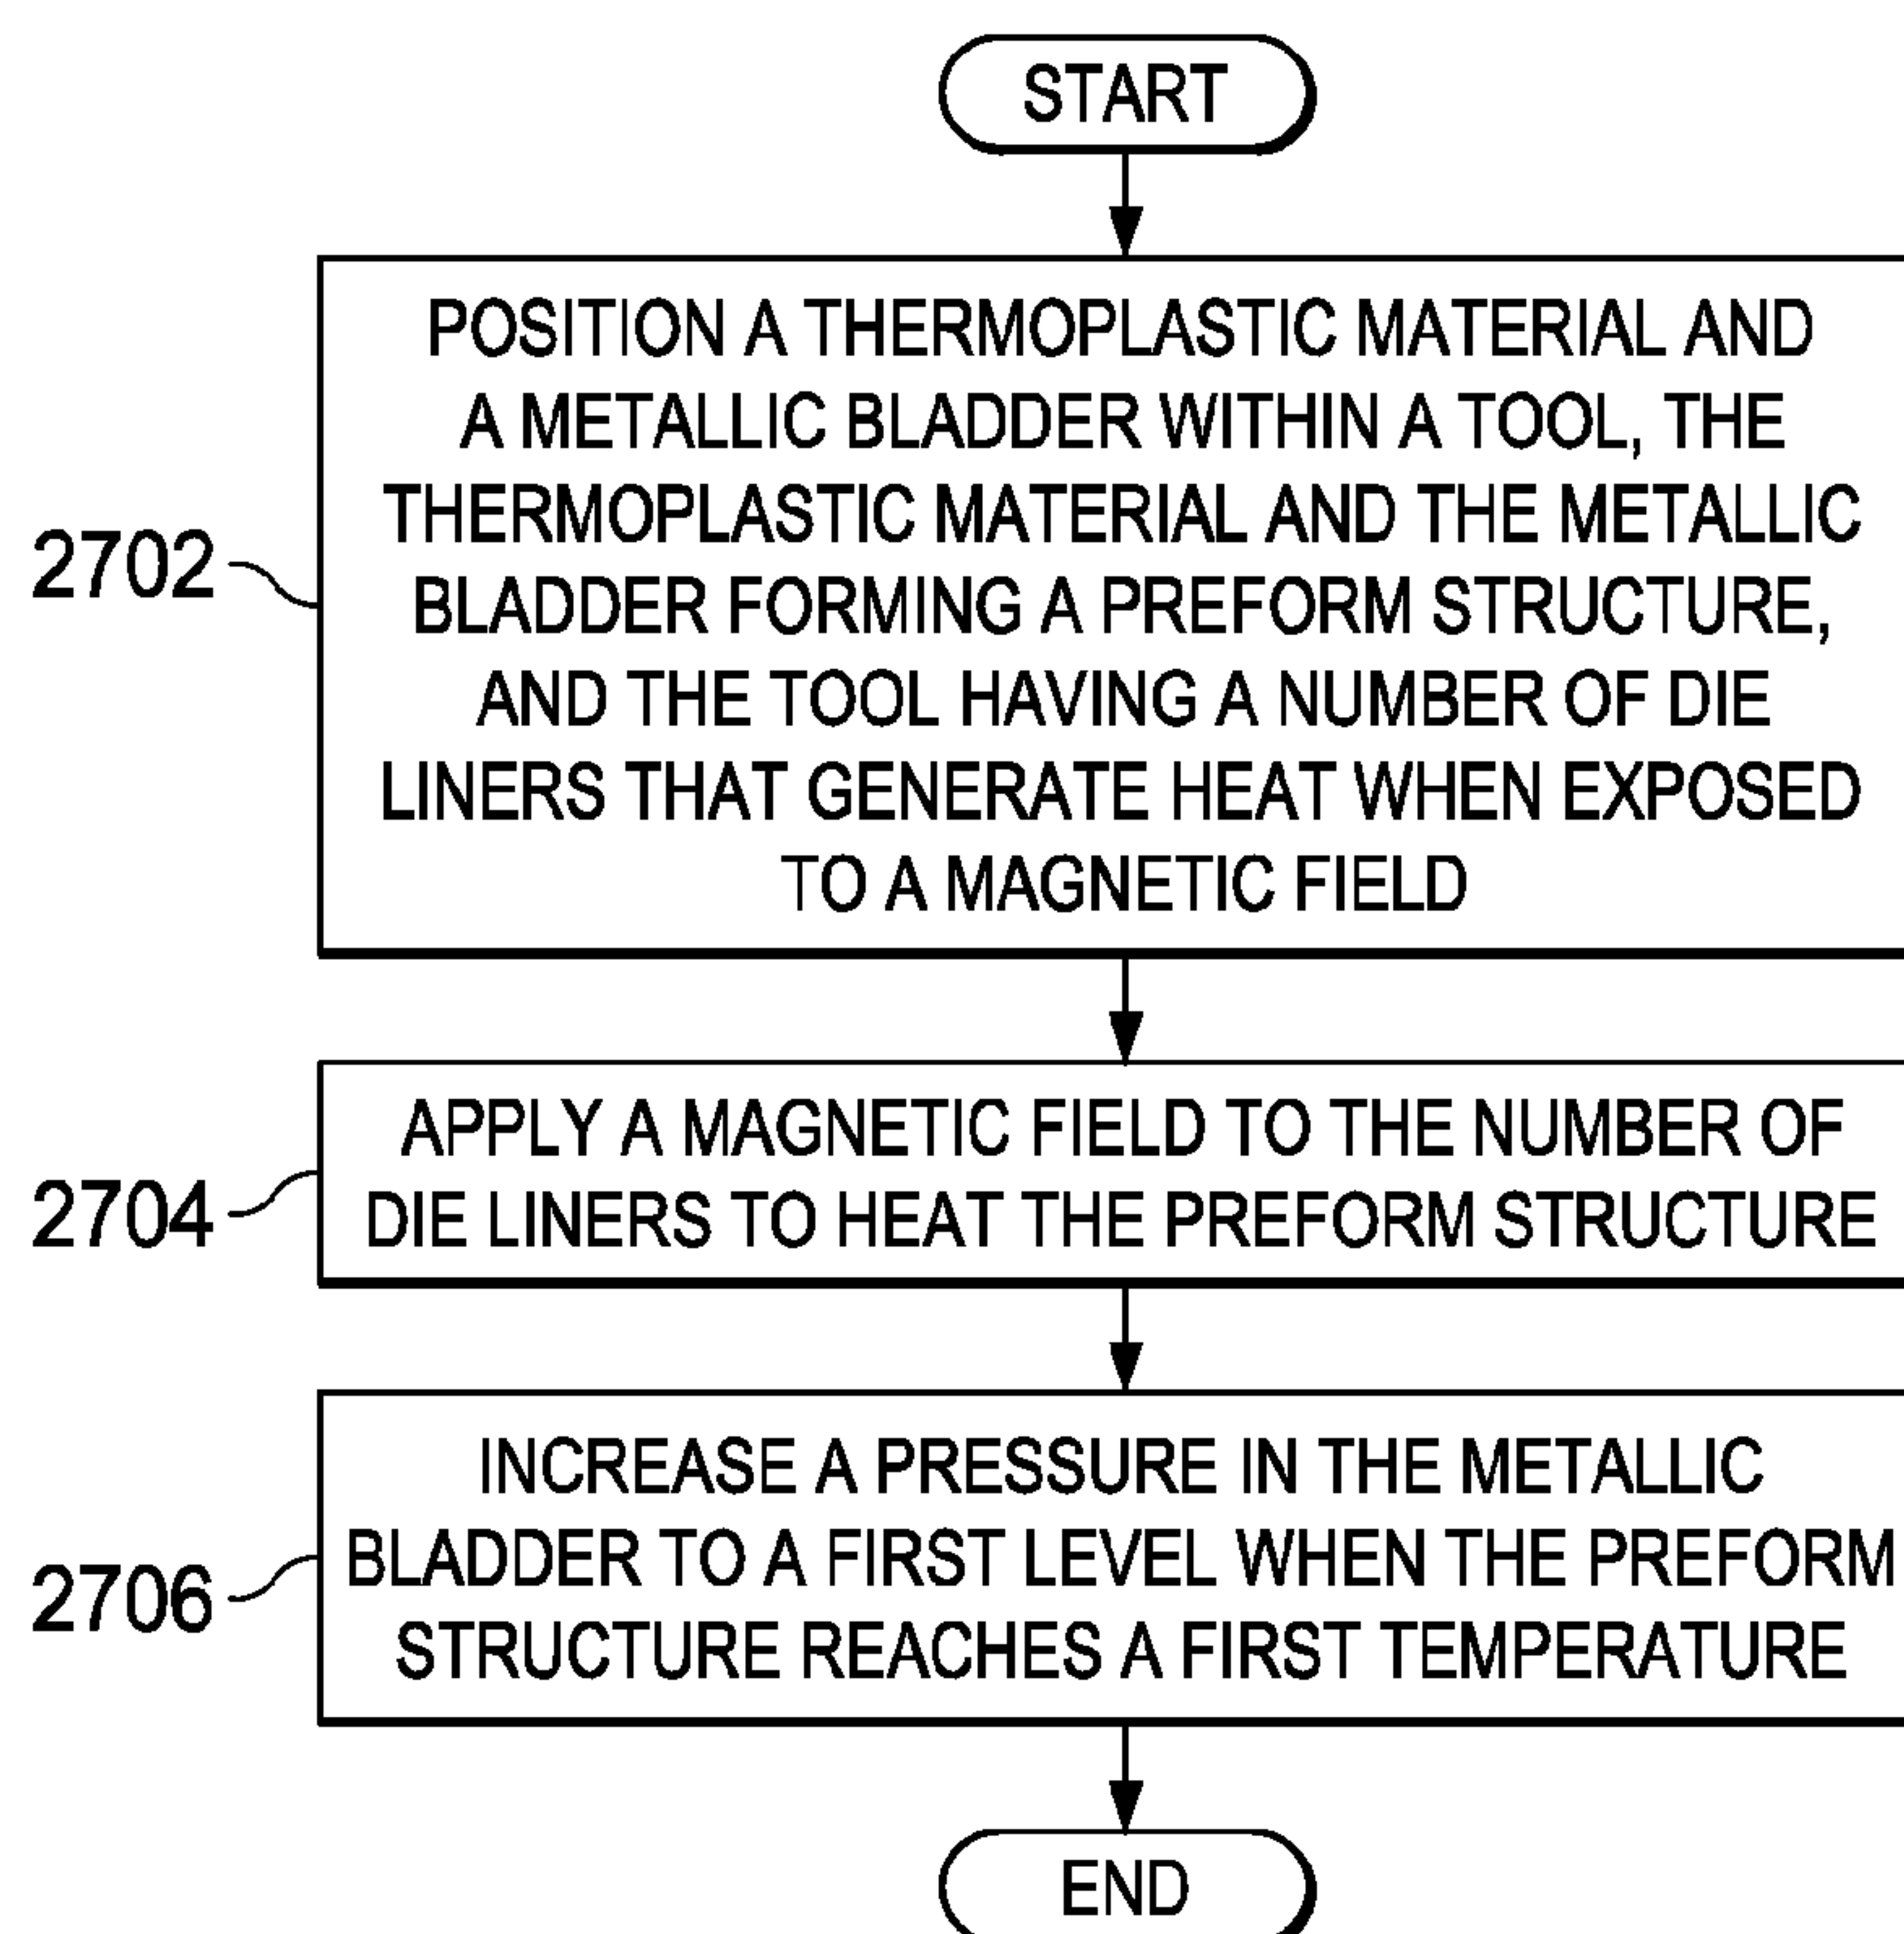 START
POSITION A THERMOPLASTIC MATERIAL AND
A METALLIC BLADDER WITHIN A TOOL, THE
THERMOPLASTIC MATERIAL AND THE METALLIC
BLADDER FORMING A PREFORM STRUCTURE,
AND THE TOOL HAVING A NUMBER OF DIE
LINERS THAT GENERATE HEAT WHEN EXPOSED
TO A MAGNETIC FIELD
2702
APPLY A MAGNETIC FIELD TO THE NUMBER OF
DIE LINERS TO HEAT THE PREFORM STRUCTURE
2704
INCREASE A PRESSURE IN THE METALLIC
BLADDER TO A FIRST LEVEL WHEN THE PREFORM
STRUCTURE REACHES A FIRST TEMPERATURE
2706
END